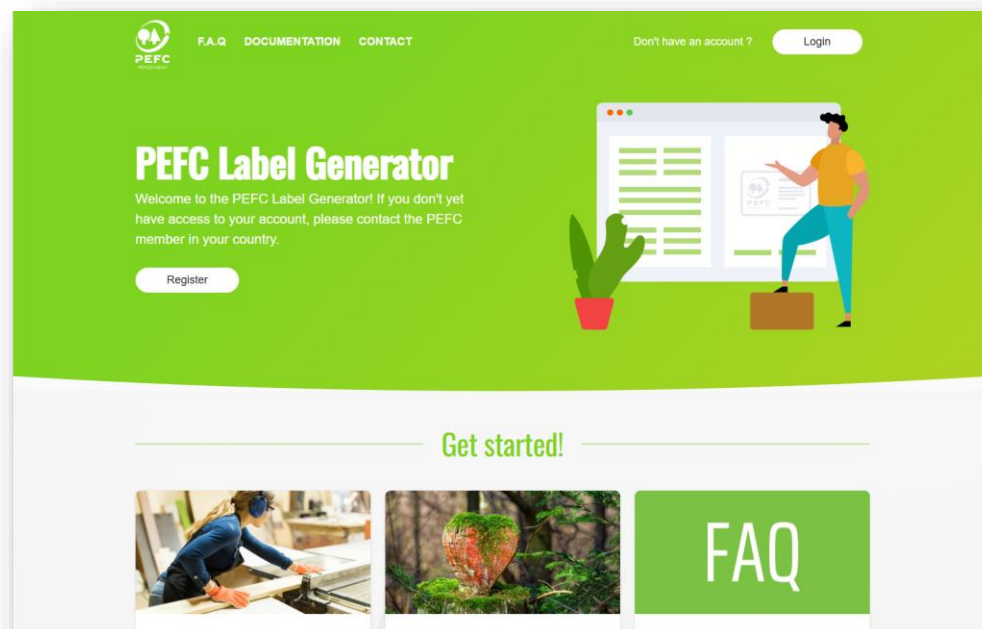 F.A.Q DOCUMENTATION CONTACT
Don't have an account ? Login
PEFC
PEFC Label Generator
Welcome to the PEFC Label Generator! If you don't yet
have access to your account, please contact the PEFC
member in your country.
Register
PEFC
Get started!
FAQ